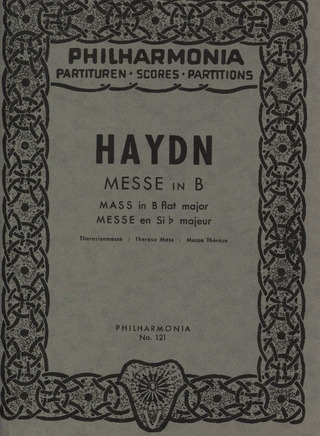 PHILHARMONIA
PARTITUREN · SCORES · PARTITIONS
HAYDN
MESSE IN B
MASS in B flat major
MESSE en Si ♭ majeur
Theresienmesse / Theresia Mass / Messe Thérèse
PHILHARMONIA
No. 121